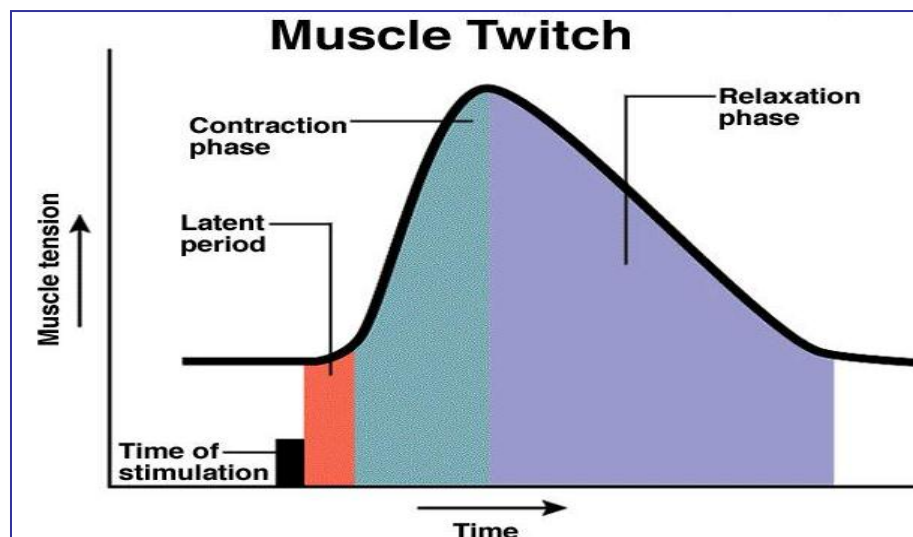 Muscle Twitch
Contraction
phase
Relaxation
phase
Latent
period
Muscle tension
Time of
stimulation
Time